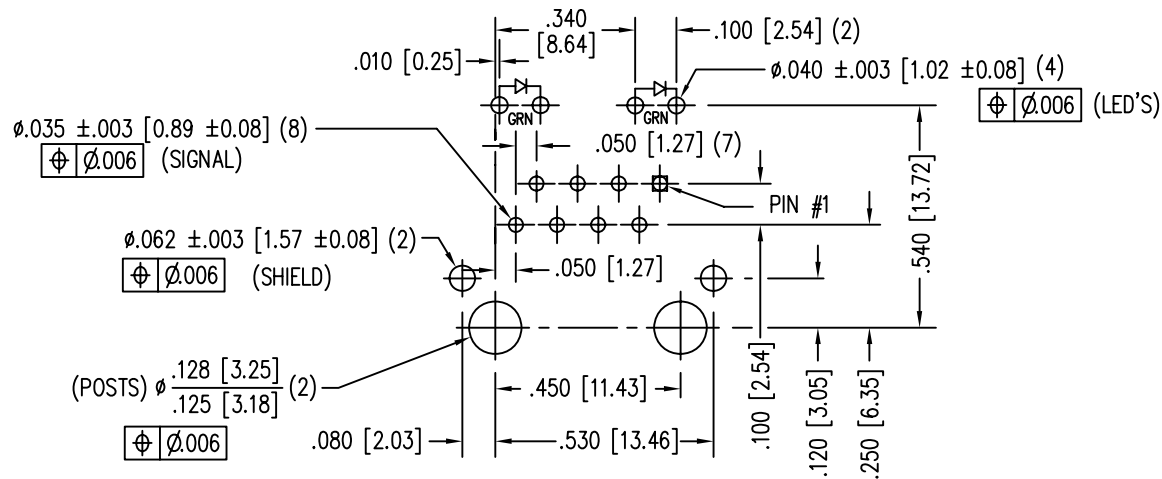 .340
[8.64]
.100 [2.54] (2)
.010 [0.25]
ø.040 ±.003 [1.02 ±0.08] (4)
⌖ Ø.006 (LED'S)
GRN
GRN
ø.035 ±.003 [0.89 ±0.08] (8)
⌖ Ø.006 (SIGNAL)
.050 [1.27] (7)
PIN #1
.540 [13.72]
ø.062 ±.003 [1.57 ±0.08] (2)
⌖ Ø.006 (SHIELD)
.050 [1.27]
(POSTS) ø .128 [3.25]
.125 [3.18] (2)
⌖ Ø.006
.450 [11.43]
.080 [2.03]
.530 [13.46]
.100 [2.54]
.120 [3.05]
.250 [6.35]